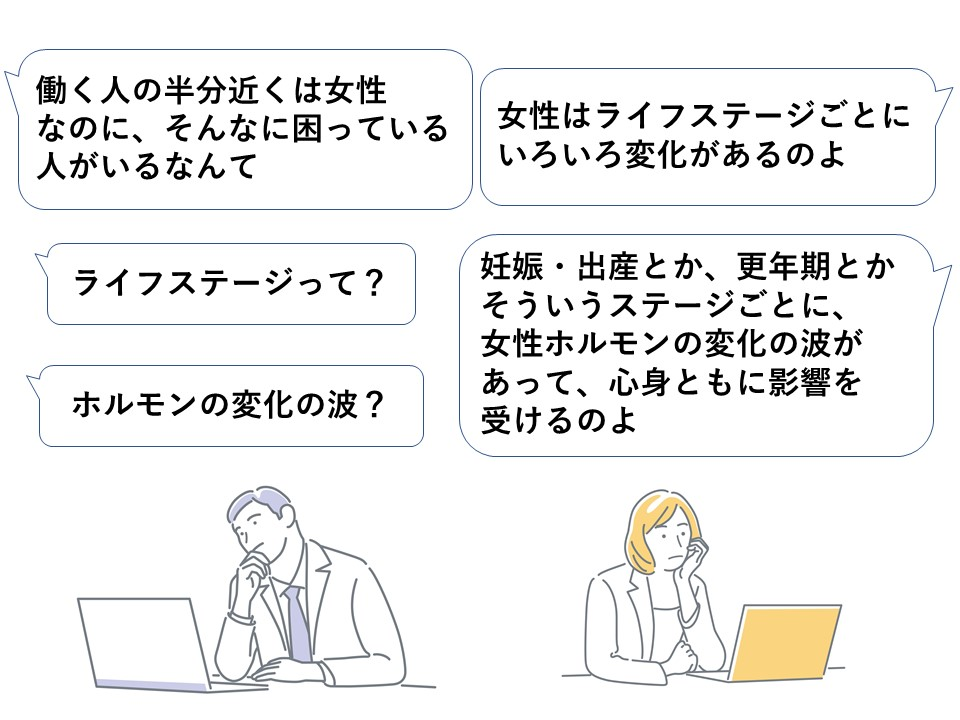 働く人の半分近くは女性
なのに、そんなに困っている
人がいるなんて
女性はライフステージごとに
いろいろ変化があるのよ
ライフステージって？
妊娠・出産とか、更年期とか
そういうステージごとに、
女性ホルモンの変化の波が
あって、心身ともに影響を
受けるのよ
ホルモンの変化の波？